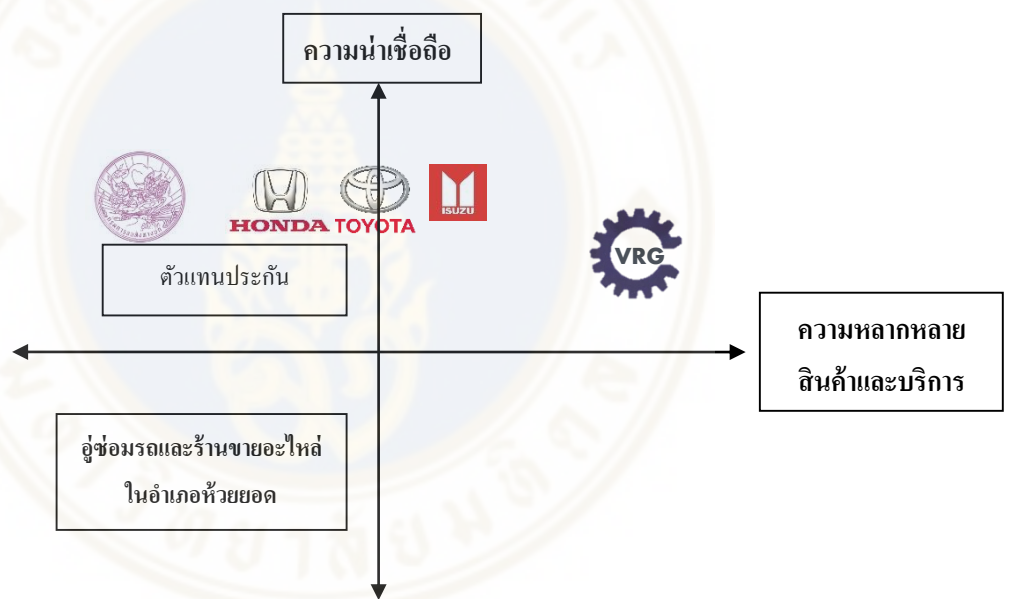 ความน่าเชื่อถือ
HONDA
TOYOTA
ISUZU
VRG
ตัวแทนประกัน
ความหลากหลาย
สินค้าและบริการ
อู่ซ่อมรถและร้านขายอะไหล่
ในอำเภอห้วยยอด